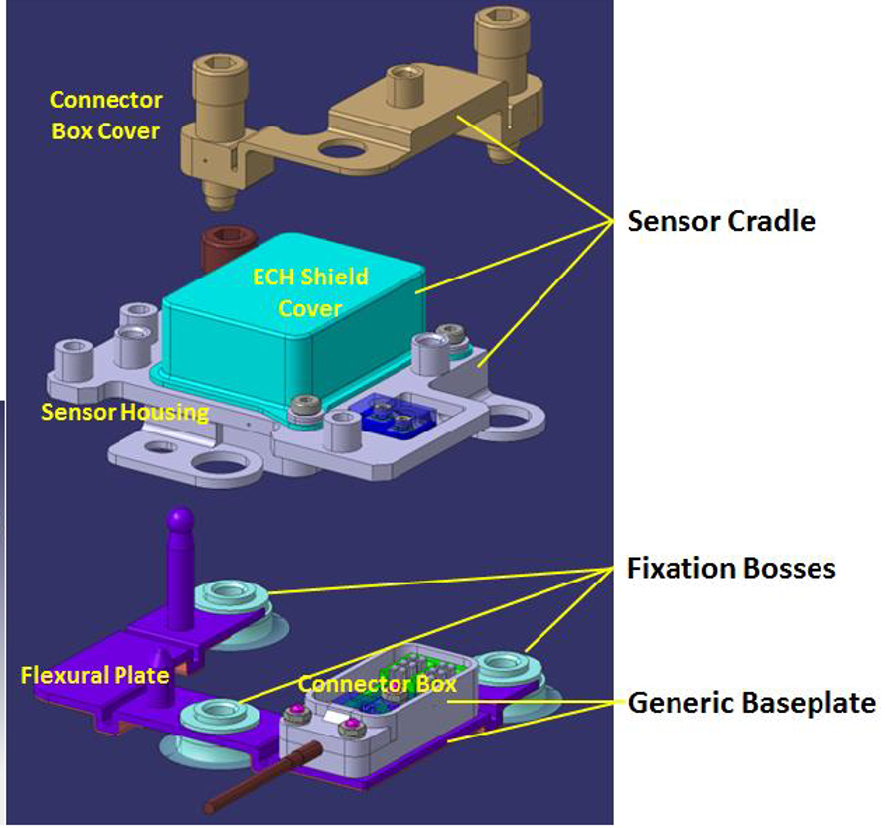 Connector
Box Cover
Sensor Cradle
ECH Shield
Cover
Sensor Housing
Fixation Bosses
Flexural Plate
Connector Box
Generic Baseplate